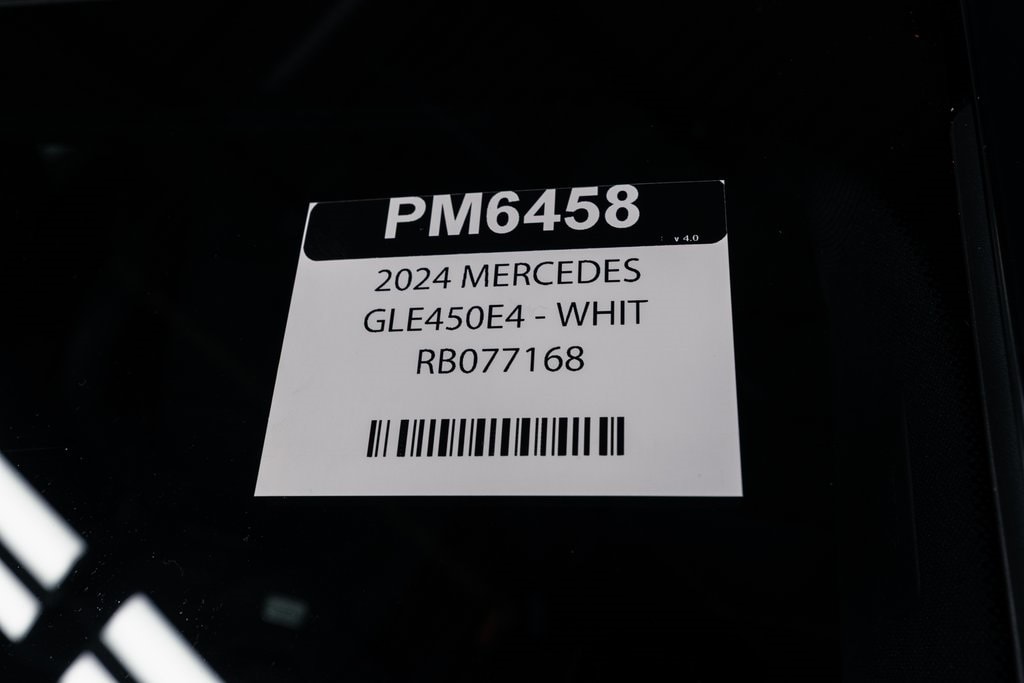 PM6458
v 4.0
2024 MERCEDES
GLE450E4 - WHIT
RB077168